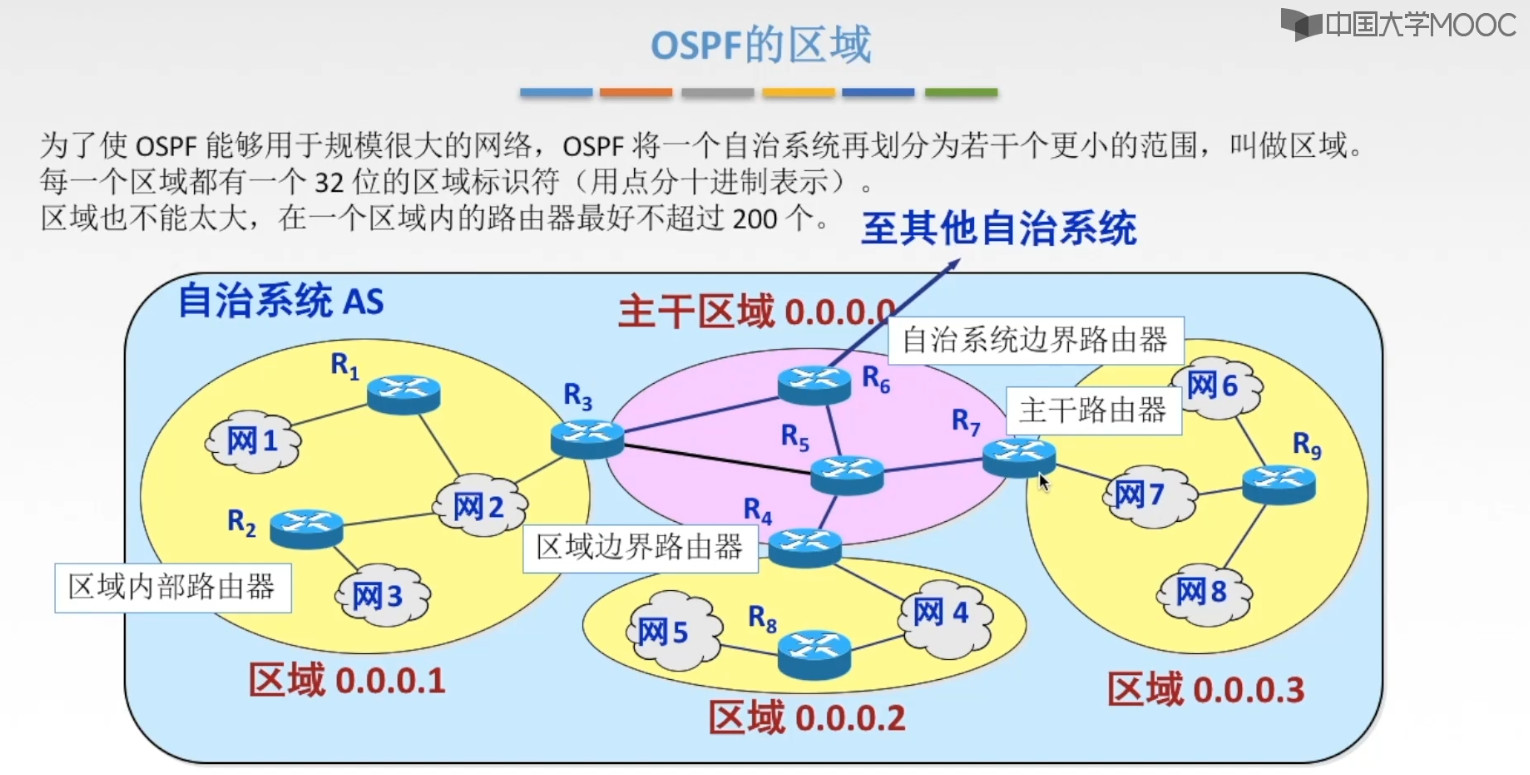 中国大学MOOC
OSPF的区域
为了使 OSPF 能够用于规模很大的网络，OSPF 将一个自治系统再划分为若干个更小的范围，叫做区域。
每一个区域都有一个 32 位的区域标识符（用点分十进制表示）。
区域也不能太大，在一个区域内的路由器最好不超过 200 个。
至其他自治系统
自治系统 AS
主干区域 0.0.0.0
自治系统边界路由器
R1
R3
R6
网6
主干路由器
网1
R5
R7
R9
网2
R2
R4
网7
区域边界路由器
区域内部路由器
网3
网5
R8
网4
网8
区域 0.0.0.1
区域 0.0.0.2
区域 0.0.0.3